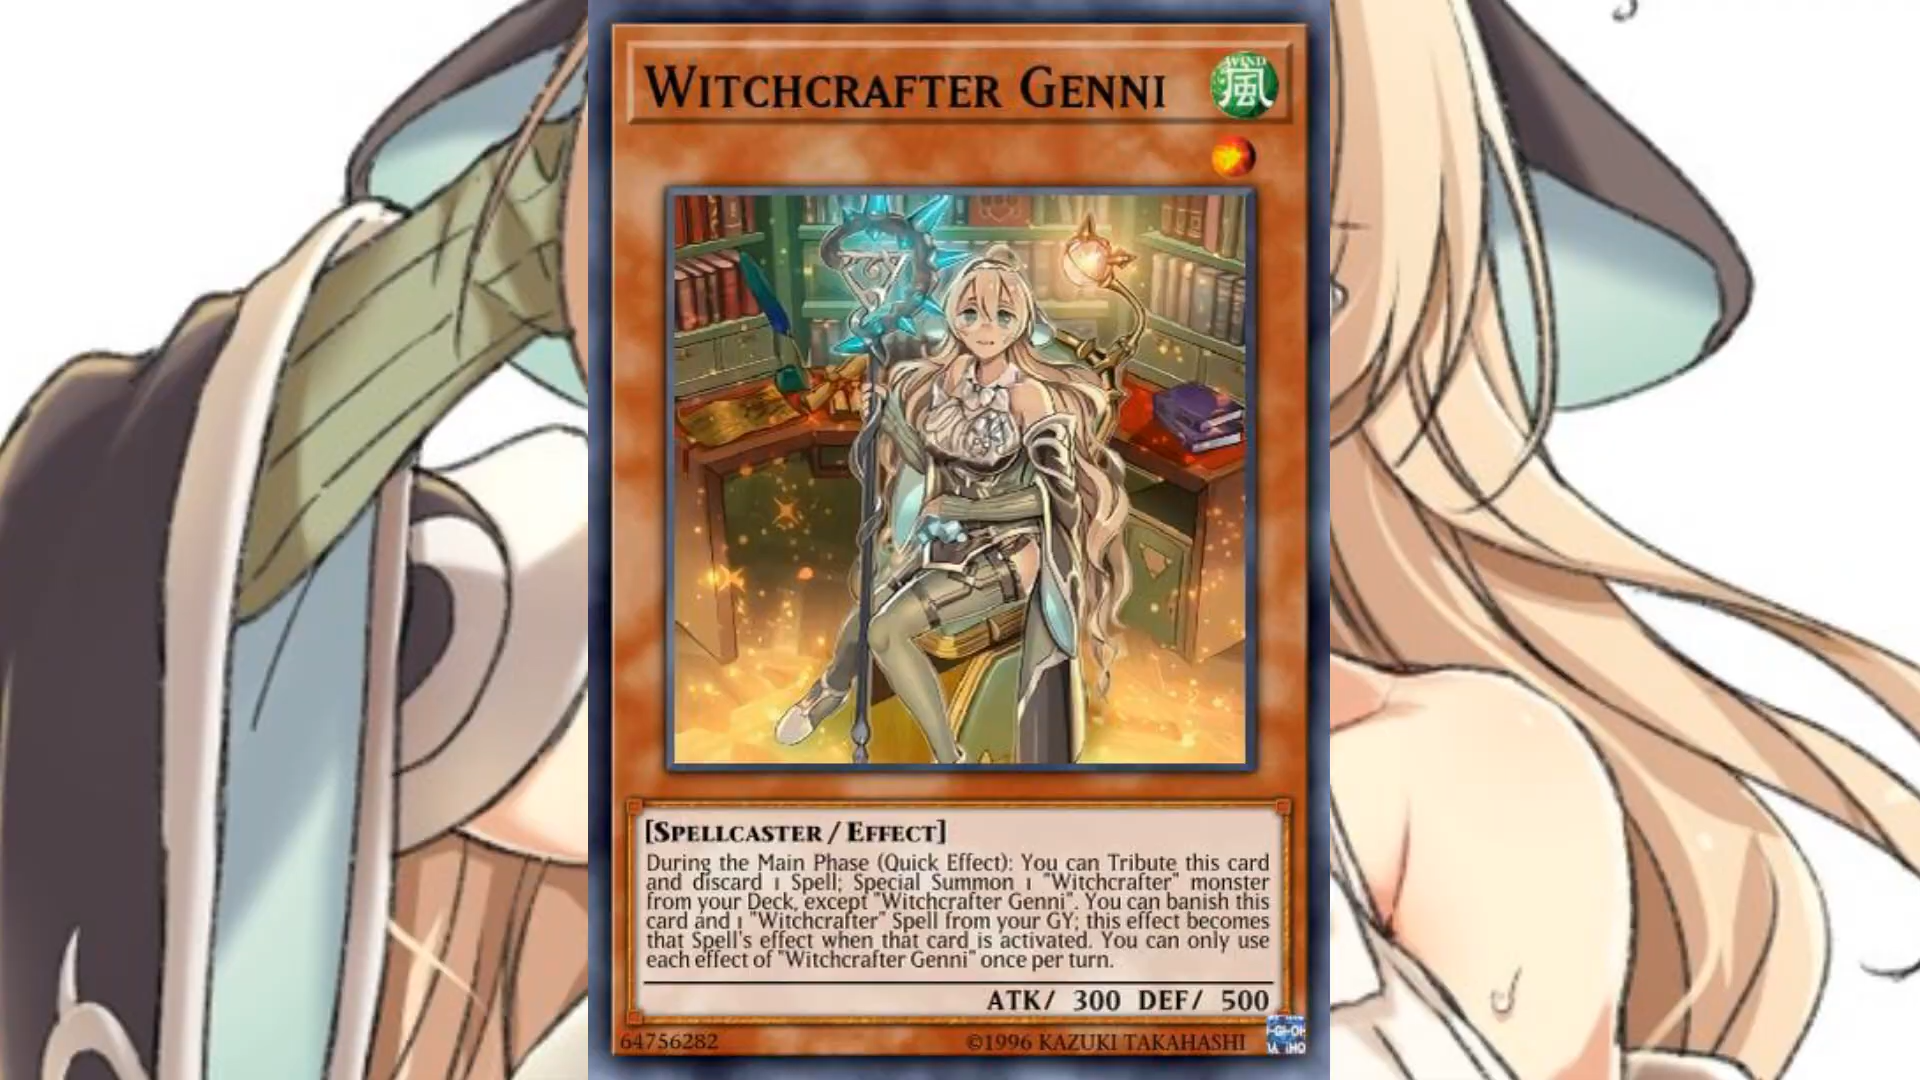 WITCHCRAFTER GENNI
WIND
風
[SPELLCASTER / EFFECT]
During the Main Phase (Quick Effect): You can Tribute this card
and discard 1 Spell; Special Summon 1 "Witchcrafter" monster
from your Deck, except "Witchcrafter Genni". You can banish this
card and 1 "Witchcrafter" Spell from your GY; this effect becomes
that Spell's effect when that card is activated. You can only use
each effect of "Witchcrafter Genni" once per turn.
ATK/ 300 DEF/ 500
64756282
©1996 KAZUKI TAKAHASHI